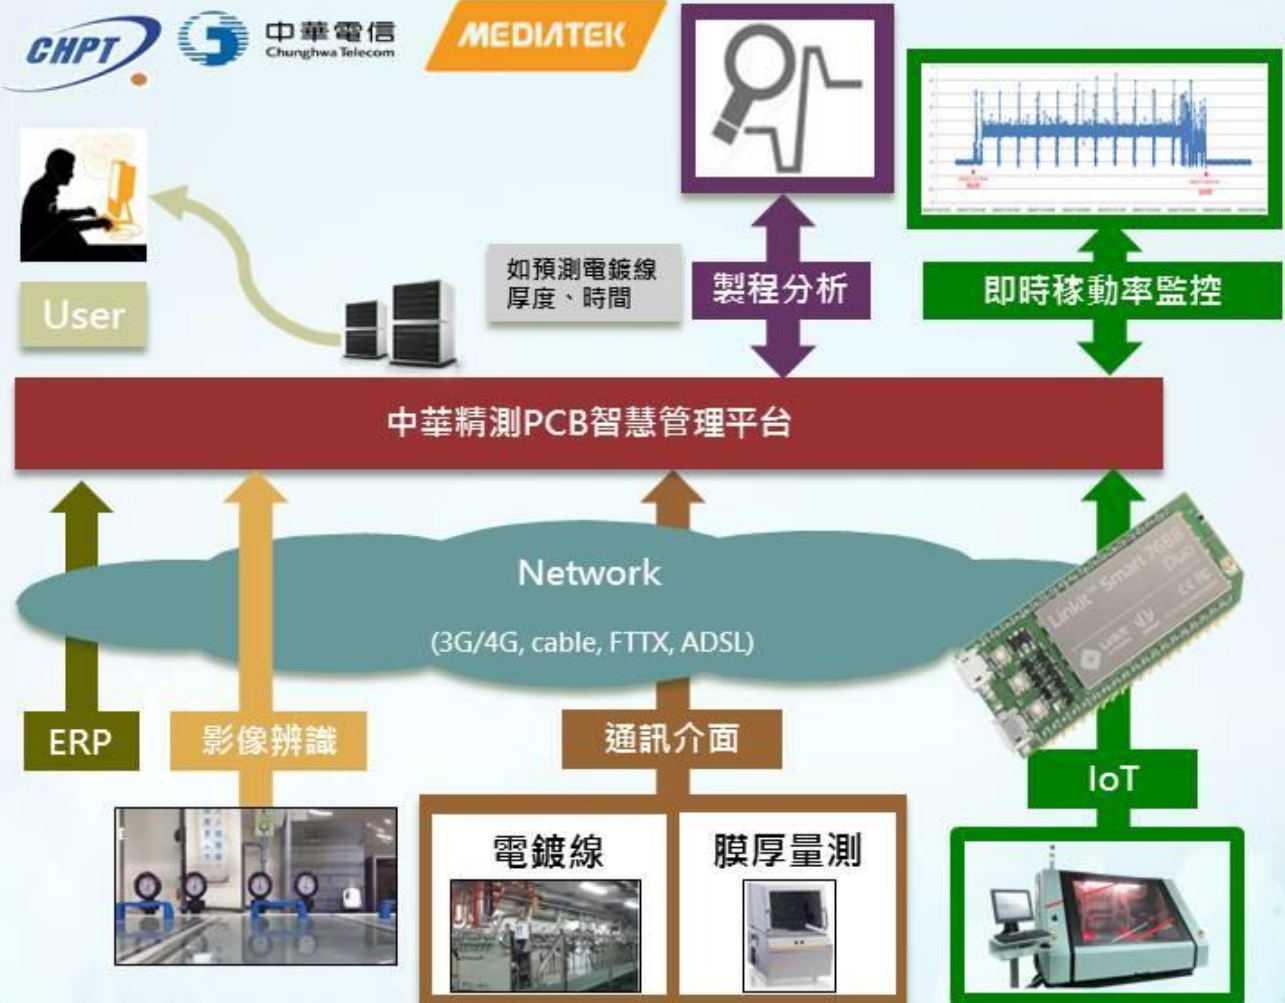 CHPT
中華電信
Chunghwa Telecom
MEDIATEK
User
如預測電鍍線
厚度、時間
製程分析
即時稼動率監控
中華精測PCB智慧管理平台
Network
(3G/4G, cable, FTTX, ADSL)
LinkIt™ Smart 7688
Duo
ERP
影像辨識
通訊介面
IoT
電鍍線
膜厚量測